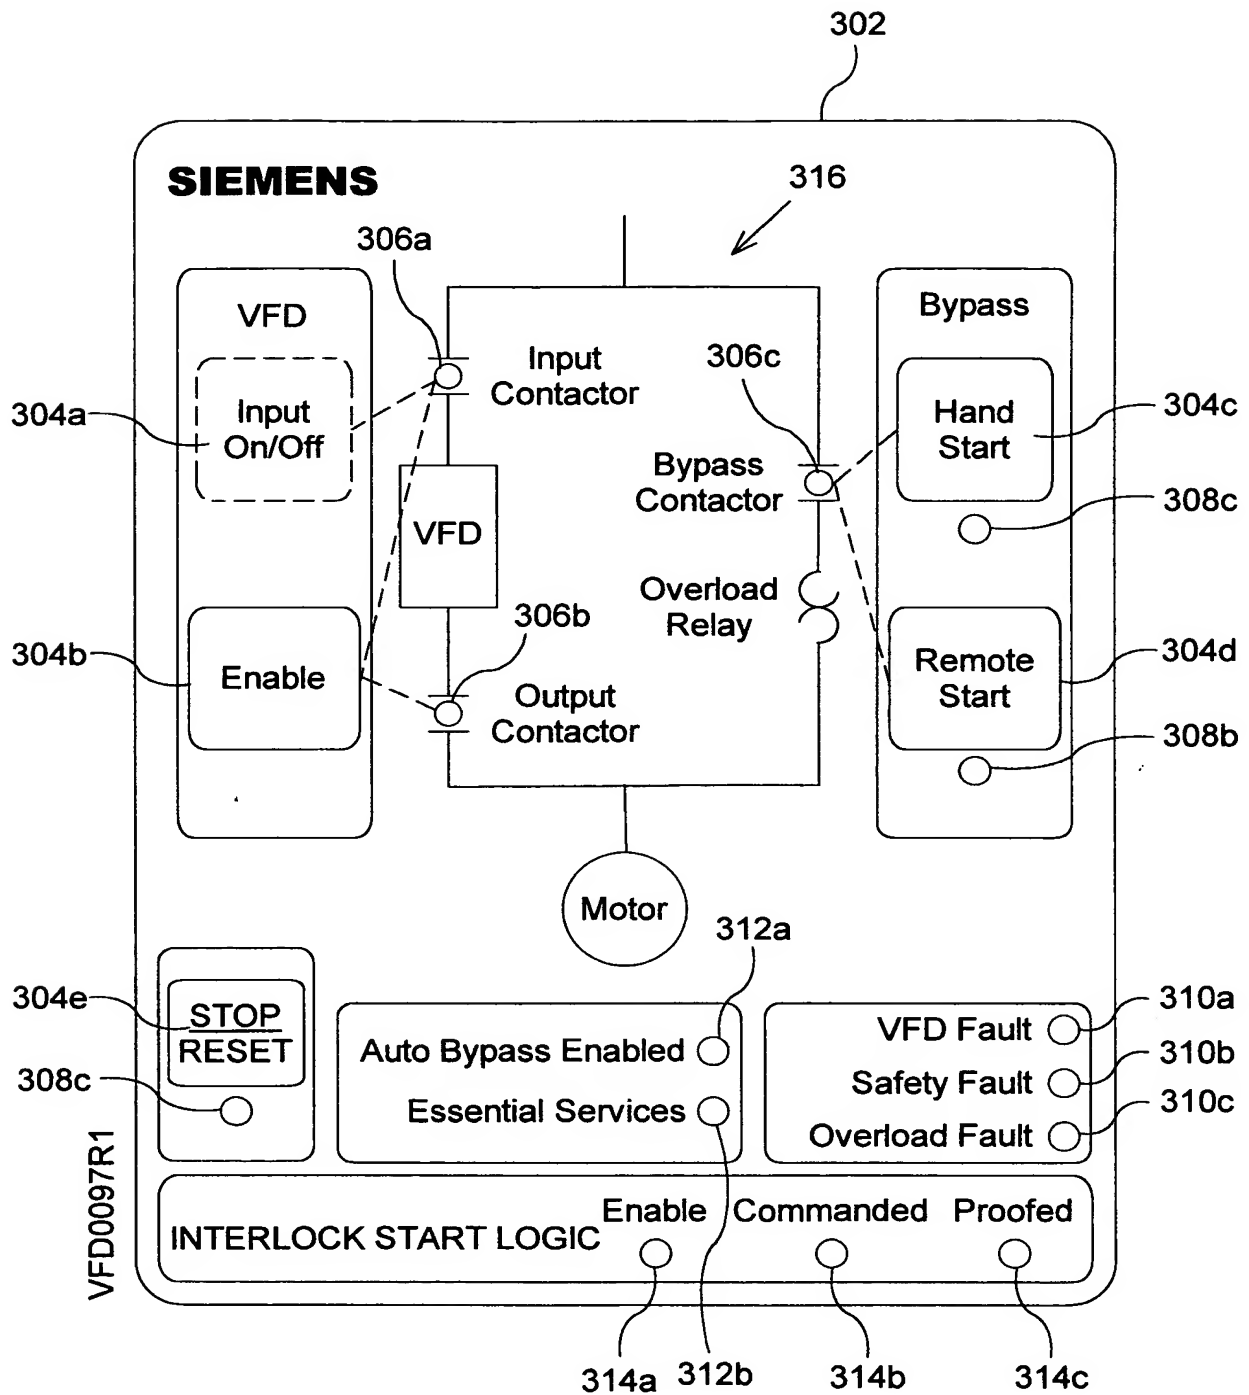 302
SIEMENS
316
306a
VFD
Bypass
Input
Contactor
306c
304a
Input
On/Off
Hand
Start
304c
Bypass
Contactor
308c
VFD
Overload
Relay
306b
304b
Enable
Remote
Start
304d
Output
Contactor
308b
Motor
312a
304e
STOP
RESET
310a
VFD Fault
Auto Bypass Enabled
310b
Safety Fault
308c
Essential Services
310c
Overload Fault
VFD0097R1
Enable
Commanded
Proofed
INTERLOCK START LOGIC
314a
312b
314b
314c